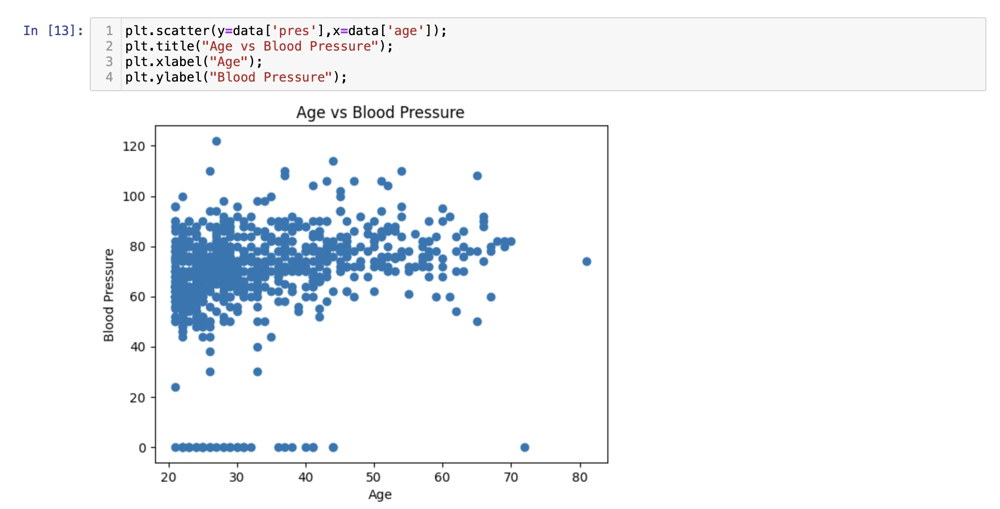 In [13]:
1 plt.scatter(y=data['pres'],x=data['age']);
2 plt.title("Age vs Blood Pressure");
3 plt.xlabel("Age");
4 plt.ylabel("Blood Pressure");
Age vs Blood Pressure
Blood Pressure
120
100
80
60
40
20
0
20 30 40 50 60 70 80
Age